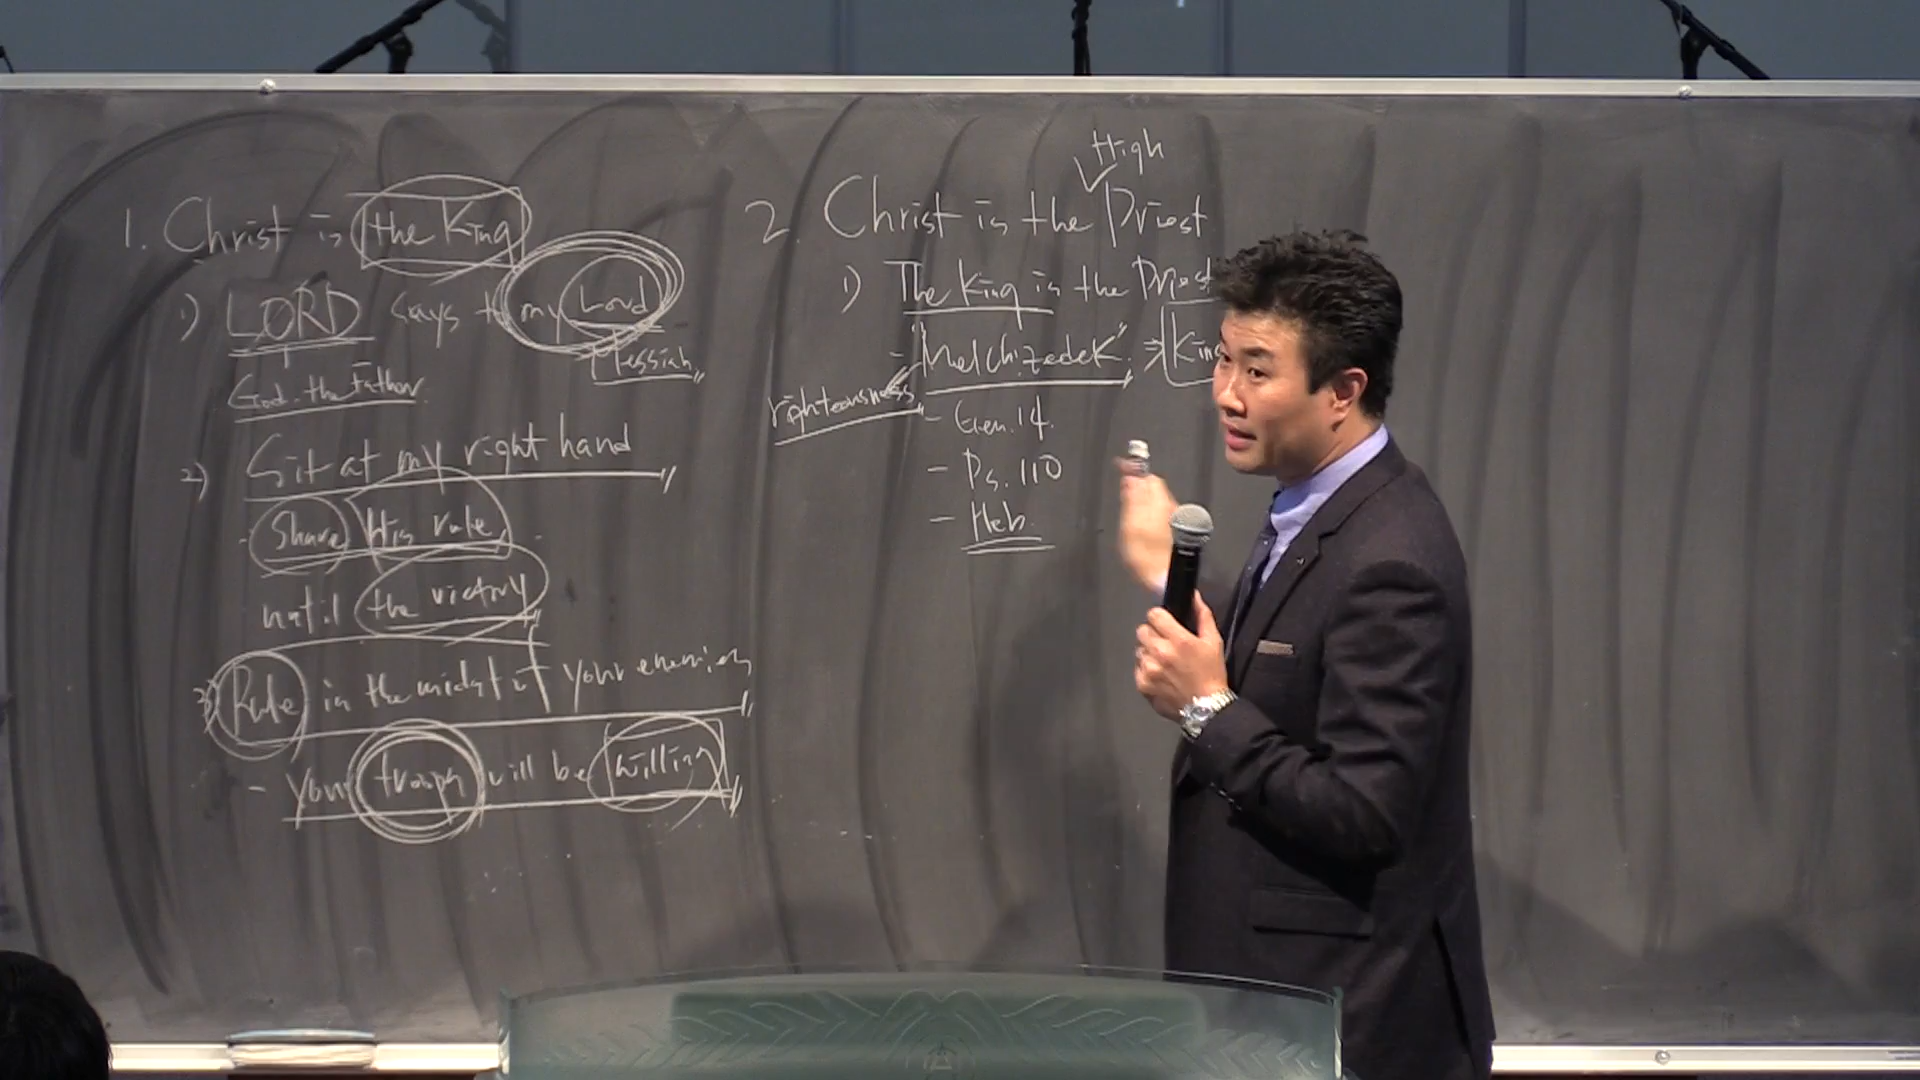 1. Christ is the King
1) LORD says to my Lord
Messiah
God the Father
2) Sit at my right hand
- Share His rule
until the victory
3) Rule in the midst of your enemies
- your troops will be willing
High
2. Christ is the Priest
1) The King is the Priest
- "Melchizedek" ⇒ King
righteousness
- Gen. 14.
- Ps. 110
- Heb.